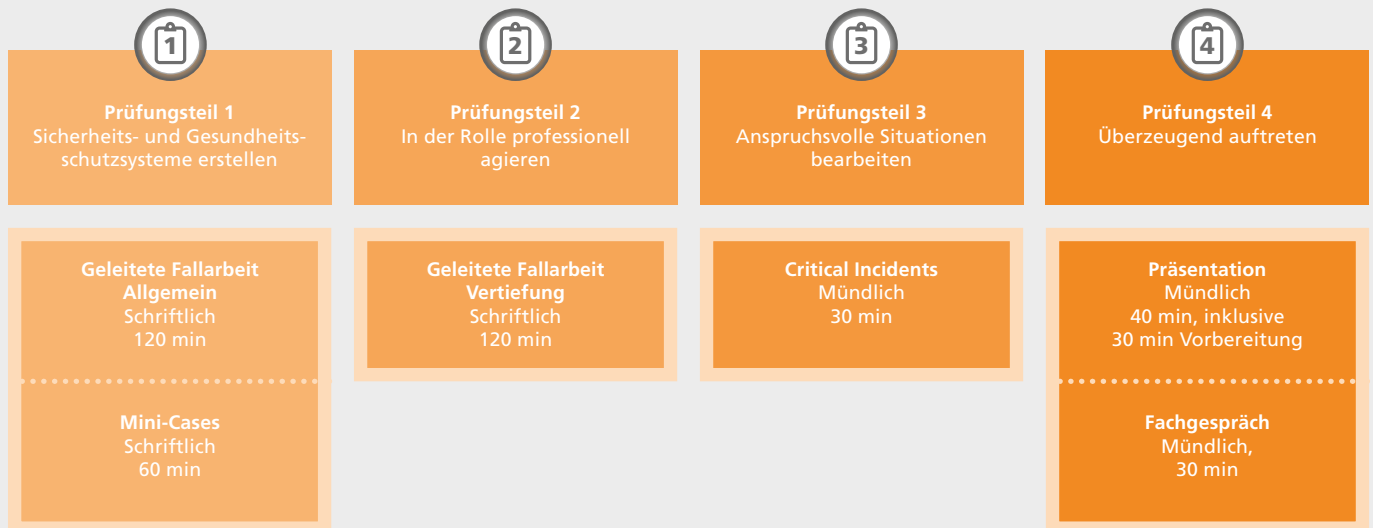 1
Prüfungsteil 1
Sicherheits- und Gesundheits-
schutzsysteme erstellen
Geleitete Fallarbeit
Allgemein
Schriftlich
120 min
Mini-Cases
Schriftlich
60 min
2
Prüfungsteil 2
In der Rolle professionell
agieren
Geleitete Fallarbeit
Vertiefung
Schriftlich
120 min
3
Prüfungsteil 3
Anspruchsvolle Situationen
bearbeiten
Critical Incidents
Mündlich
30 min
4
Prüfungsteil 4
Überzeugend auftreten
Präsentation
Mündlich
40 min, inklusive
30 min Vorbereitung
Fachgespräch
Mündlich,
30 min